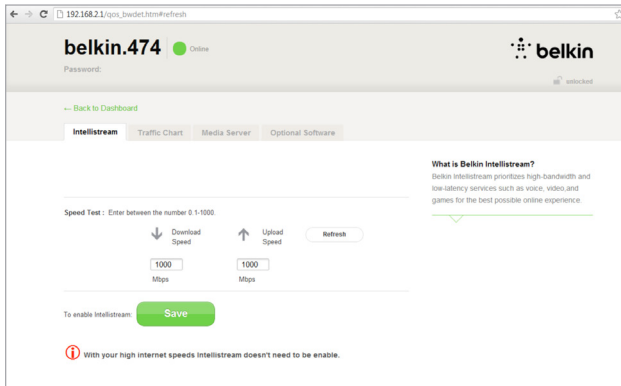 192.168.2.1/qos_bwdet.htm#refresh
belkin.474 Online
belkin
Password:
unlocked
← Back to Dashboard
Intellistream Traffic Chart Media Server Optional Software
What is Belkin Intellistream?
Belkin Intellistream prioritizes high-bandwidth and
low-latency services such as voice, video,and
games for the best possible online experience.
Speed Test : Enter between the number 0.1-1000.
Download Speed
Upload Speed
Refresh
1000 1000
Mbps Mbps
To enable Intellistream: Save
With your high internet speeds Intellistream doesn't need to be enable.